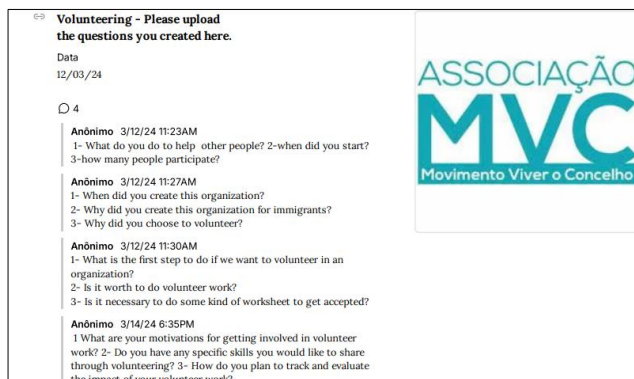 Volunteering - Please upload
the questions you created here.
Data
12/03/24
4
Anônimo 3/12/24 11:23AM
1- What do you do to help other people? 2-when did you start?
3-how many people participate?
Anônimo 3/12/24 11:27AM
1- When did you create this organization?
2- Why did you create this organization for immigrants?
3- Why did you choose to volunteer?
Anônimo 3/12/24 11:30AM
1- What is the first step to do if we want to volunteer in an
organization?
2- Is it worth to do volunteer work?
3- Is it necessary to do some kind of worksheet to get accepted?
Anônimo 3/14/24 6:35PM
1 What are your motivations for getting involved in volunteer
work? 2- Do you have any specific skills you would like to share
through volunteering? 3- How do you plan to track and evaluate
the impact of your volunteer work?
ASSOCIAÇÃO
MVC
Movimento Viver o Concelho